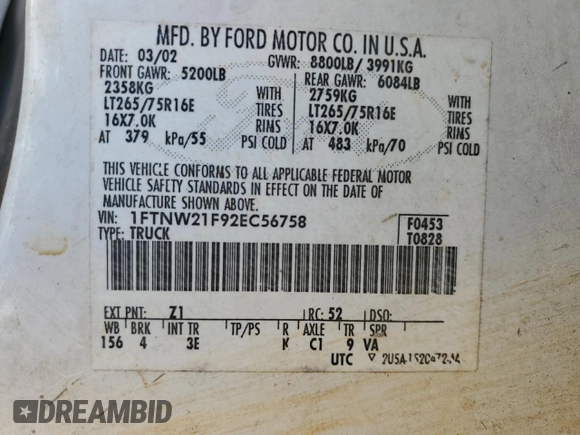 MFD. BY FORD MOTOR CO. IN U.S.A.
DATE: 03/02 GVWR: 8800LB/ 3991KG
FRONT GAWR: 5200LB REAR GAWR: 6084LB
2358KG WITH 2759KG WITH
LT265/75R16E TIRES LT265/75R16E TIRES
16X7.0K RIMS 16X7.0K RIMS
AT 379 kPa/55 PSI COLD AT 483 kPa/70 PSI COLD
THIS VEHICLE CONFORMS TO ALL APPLICABLE FEDERAL MOTOR
VEHICLE SAFETY STANDARDS IN EFFECT ON THE DATE OF
MANUFACTURE SHOWN ABOVE.
VIN: 1FTNW21F92EC56758 F0453
TYPE: TRUCK T0828
EXT PNT: Z1 RC: 52 DSO:
WB BRK INT TR TP/PS R AXLE TR SPR
156 4 3E K C1 9 VA
UTC
DREAMBID